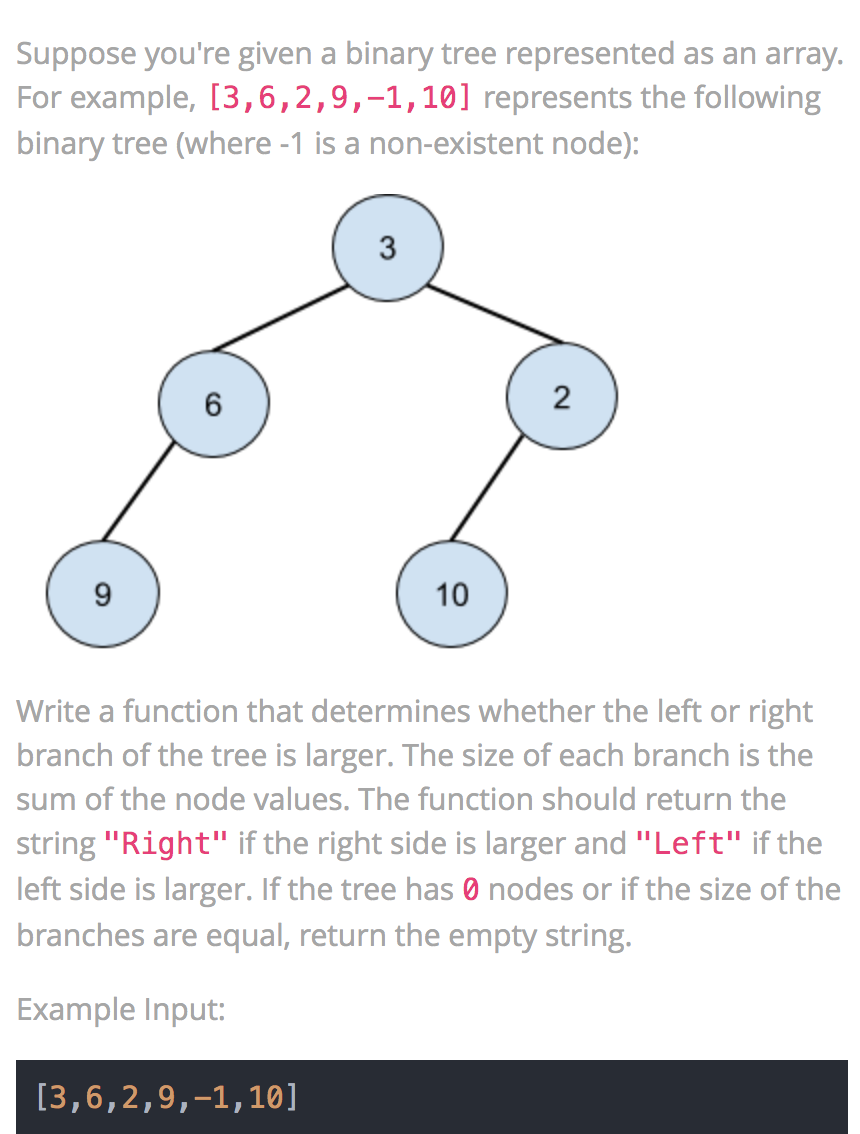 Suppose you're given a binary tree represented as an array.
For example, [3,6,2,9,-1,10] represents the following
binary tree (where -1 is a non-existent node):
3
6
2
9
10
Write a function that determines whether the left or right
branch of the tree is larger. The size of each branch is the
sum of the node values. The function should return the
string "Right" if the right side is larger and "Left" if the
left side is larger. If the tree has 0 nodes or if the size of the
branches are equal, return the empty string.
Example Input:
[3,6,2,9,-1,10]